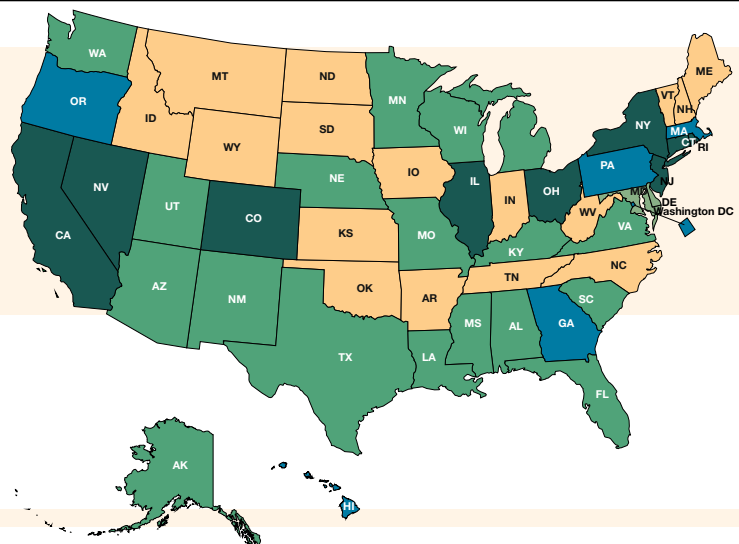 WA
MT
ND
MN
ME
VT
NH
OR
ID
SD
WI
NY
MA
CT
RI
WY
IO
PA
NV
UT
NE
IL
IN
OH
NJ
MD
DE
Washington DC
CA
CO
KS
MO
WV
VA
KY
AZ
NM
OK
AR
TN
NC
SC
TX
LA
MS
AL
GA
FL
AK
HI